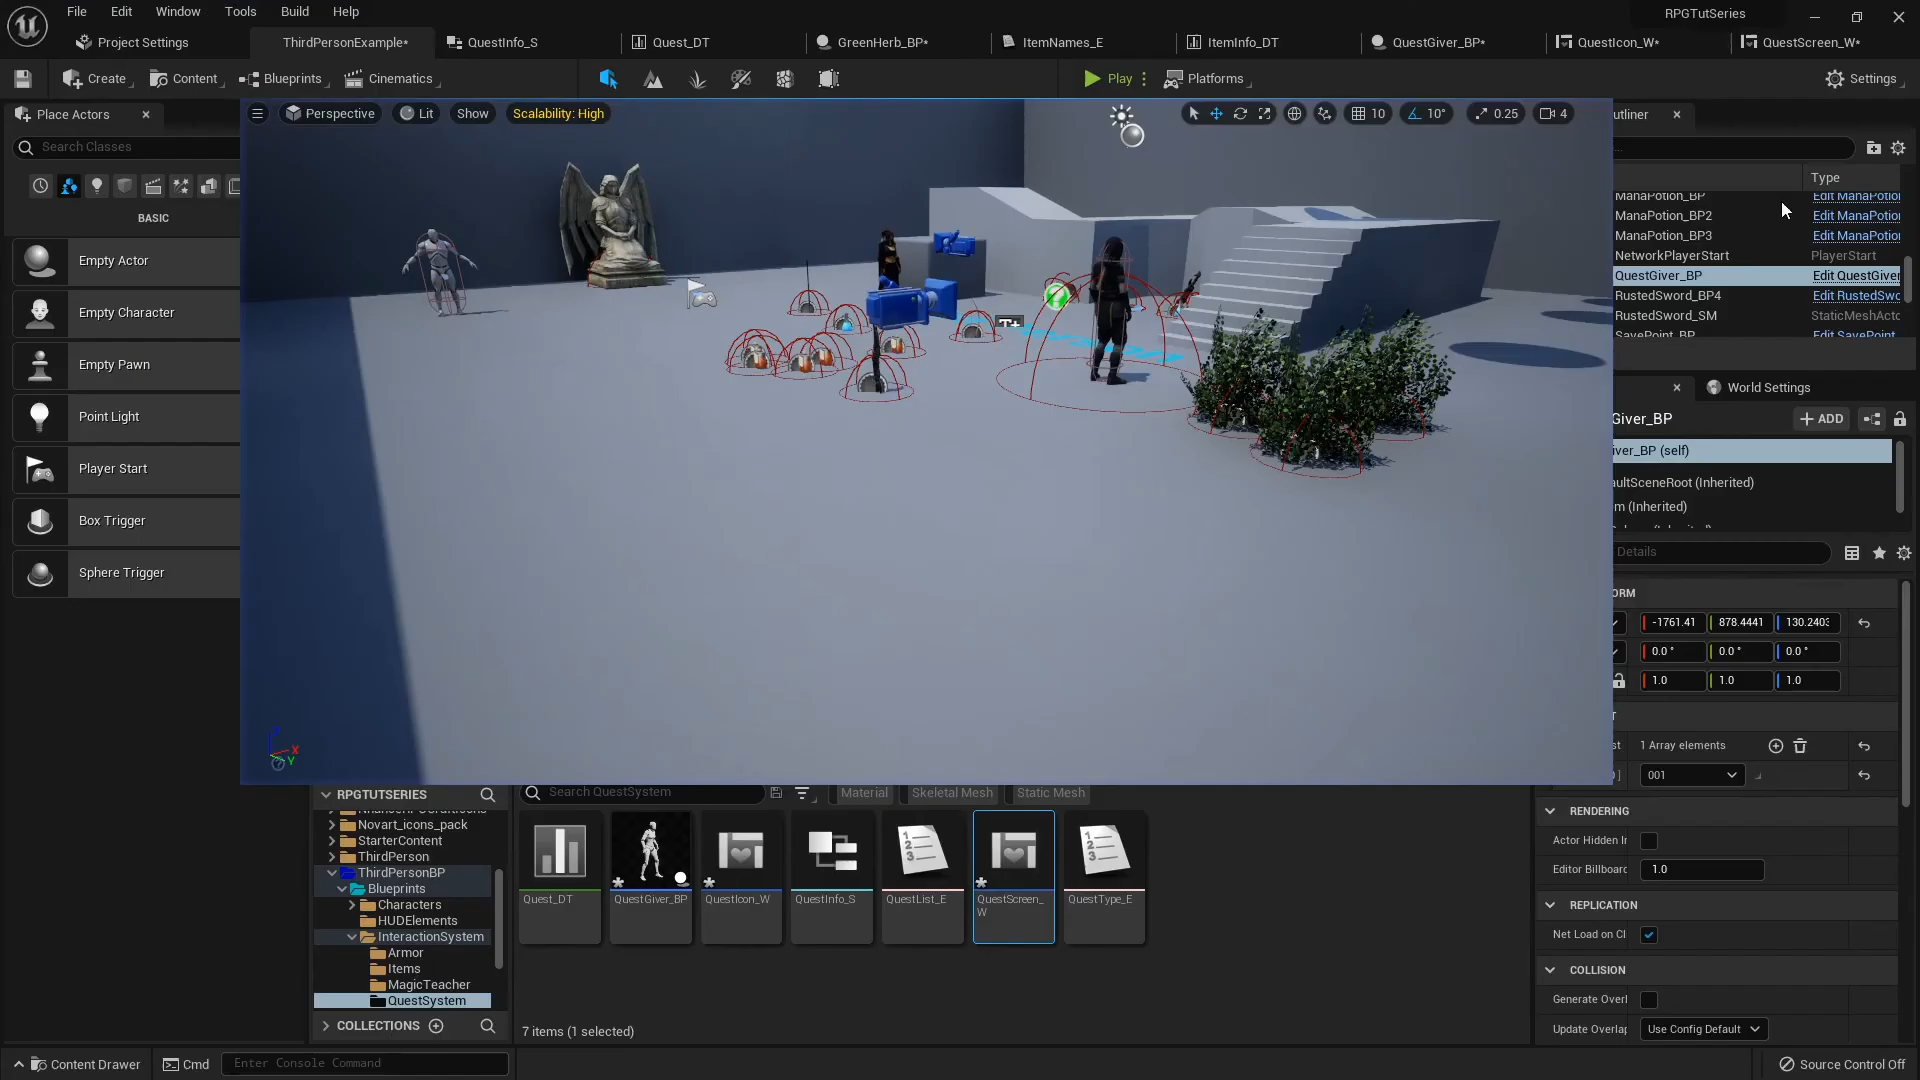 File Edit Window Tools Build Help
RPGTutSeries
Project Settings
ThirdPersonExample*
QuestInfo_S
Quest_DT
GreenHerb_BP*
ItemNames_E
ItemInfo_DT
QuestGiver_BP*
QuestIcon_W*
QuestScreen_W*
Create
Content
Blueprints
Cinematics
Play
Platforms
Settings
Place Actors
Search Classes
BASIC
Empty Actor
Empty Character
Empty Pawn
Point Light
Player Start
Box Trigger
Sphere Trigger
Perspective
Lit
Show
Scalability: High
10
10°
0.25
4
utliner
Type
ManaPotion_BP Edit ManaPotion
ManaPotion_BP2 Edit ManaPotion
ManaPotion_BP3 Edit ManaPotion
NetworkPlayerStart PlayerStart
QuestGiver_BP Edit QuestGiver
RustedSword_BP4 Edit RustedSwo
RustedSword_SM StaticMeshActo
SavePoint_BP Edit SavePoint
World Settings
Giver_BP
ADD
iver_BP (self)
aultSceneRoot (Inherited)
m (Inherited)
Details
ORM
-1761.41 878.4441 130.2403
0.0 ° 0.0 ° 0.0 °
1.0 1.0 1.0
T
st 1 Array elements
001
RENDERING
Actor Hidden In
Editor Billboarc 1.0
REPLICATION
Net Load on Cl
COLLISION
Generate Overl
Update Overlap Use Config Default
X
Y
RPGTUTSERIES
Novart_icons_pack
StarterContent
ThirdPerson
ThirdPersonBP
Blueprints
Characters
HUDElements
InteractionSystem
Armor
Items
MagicTeacher
QuestSystem
COLLECTIONS
Search QuestSystem
Material
Skeletal Mesh
Static Mesh
Quest_DT
QuestGiver_BP
QuestIcon_W
QuestInfo_S
QuestList_E
QuestScreen_
W
QuestType_E
7 items (1 selected)
Content Drawer
Cmd
Enter Console Command
Source Control Off